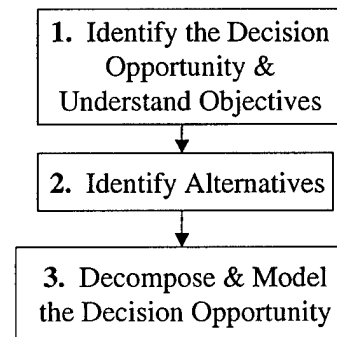 1. Identify the Decision
Opportunity &
Understand Objectives
2. Identify Alternatives
3. Decompose & Model
the Decision Opportunity